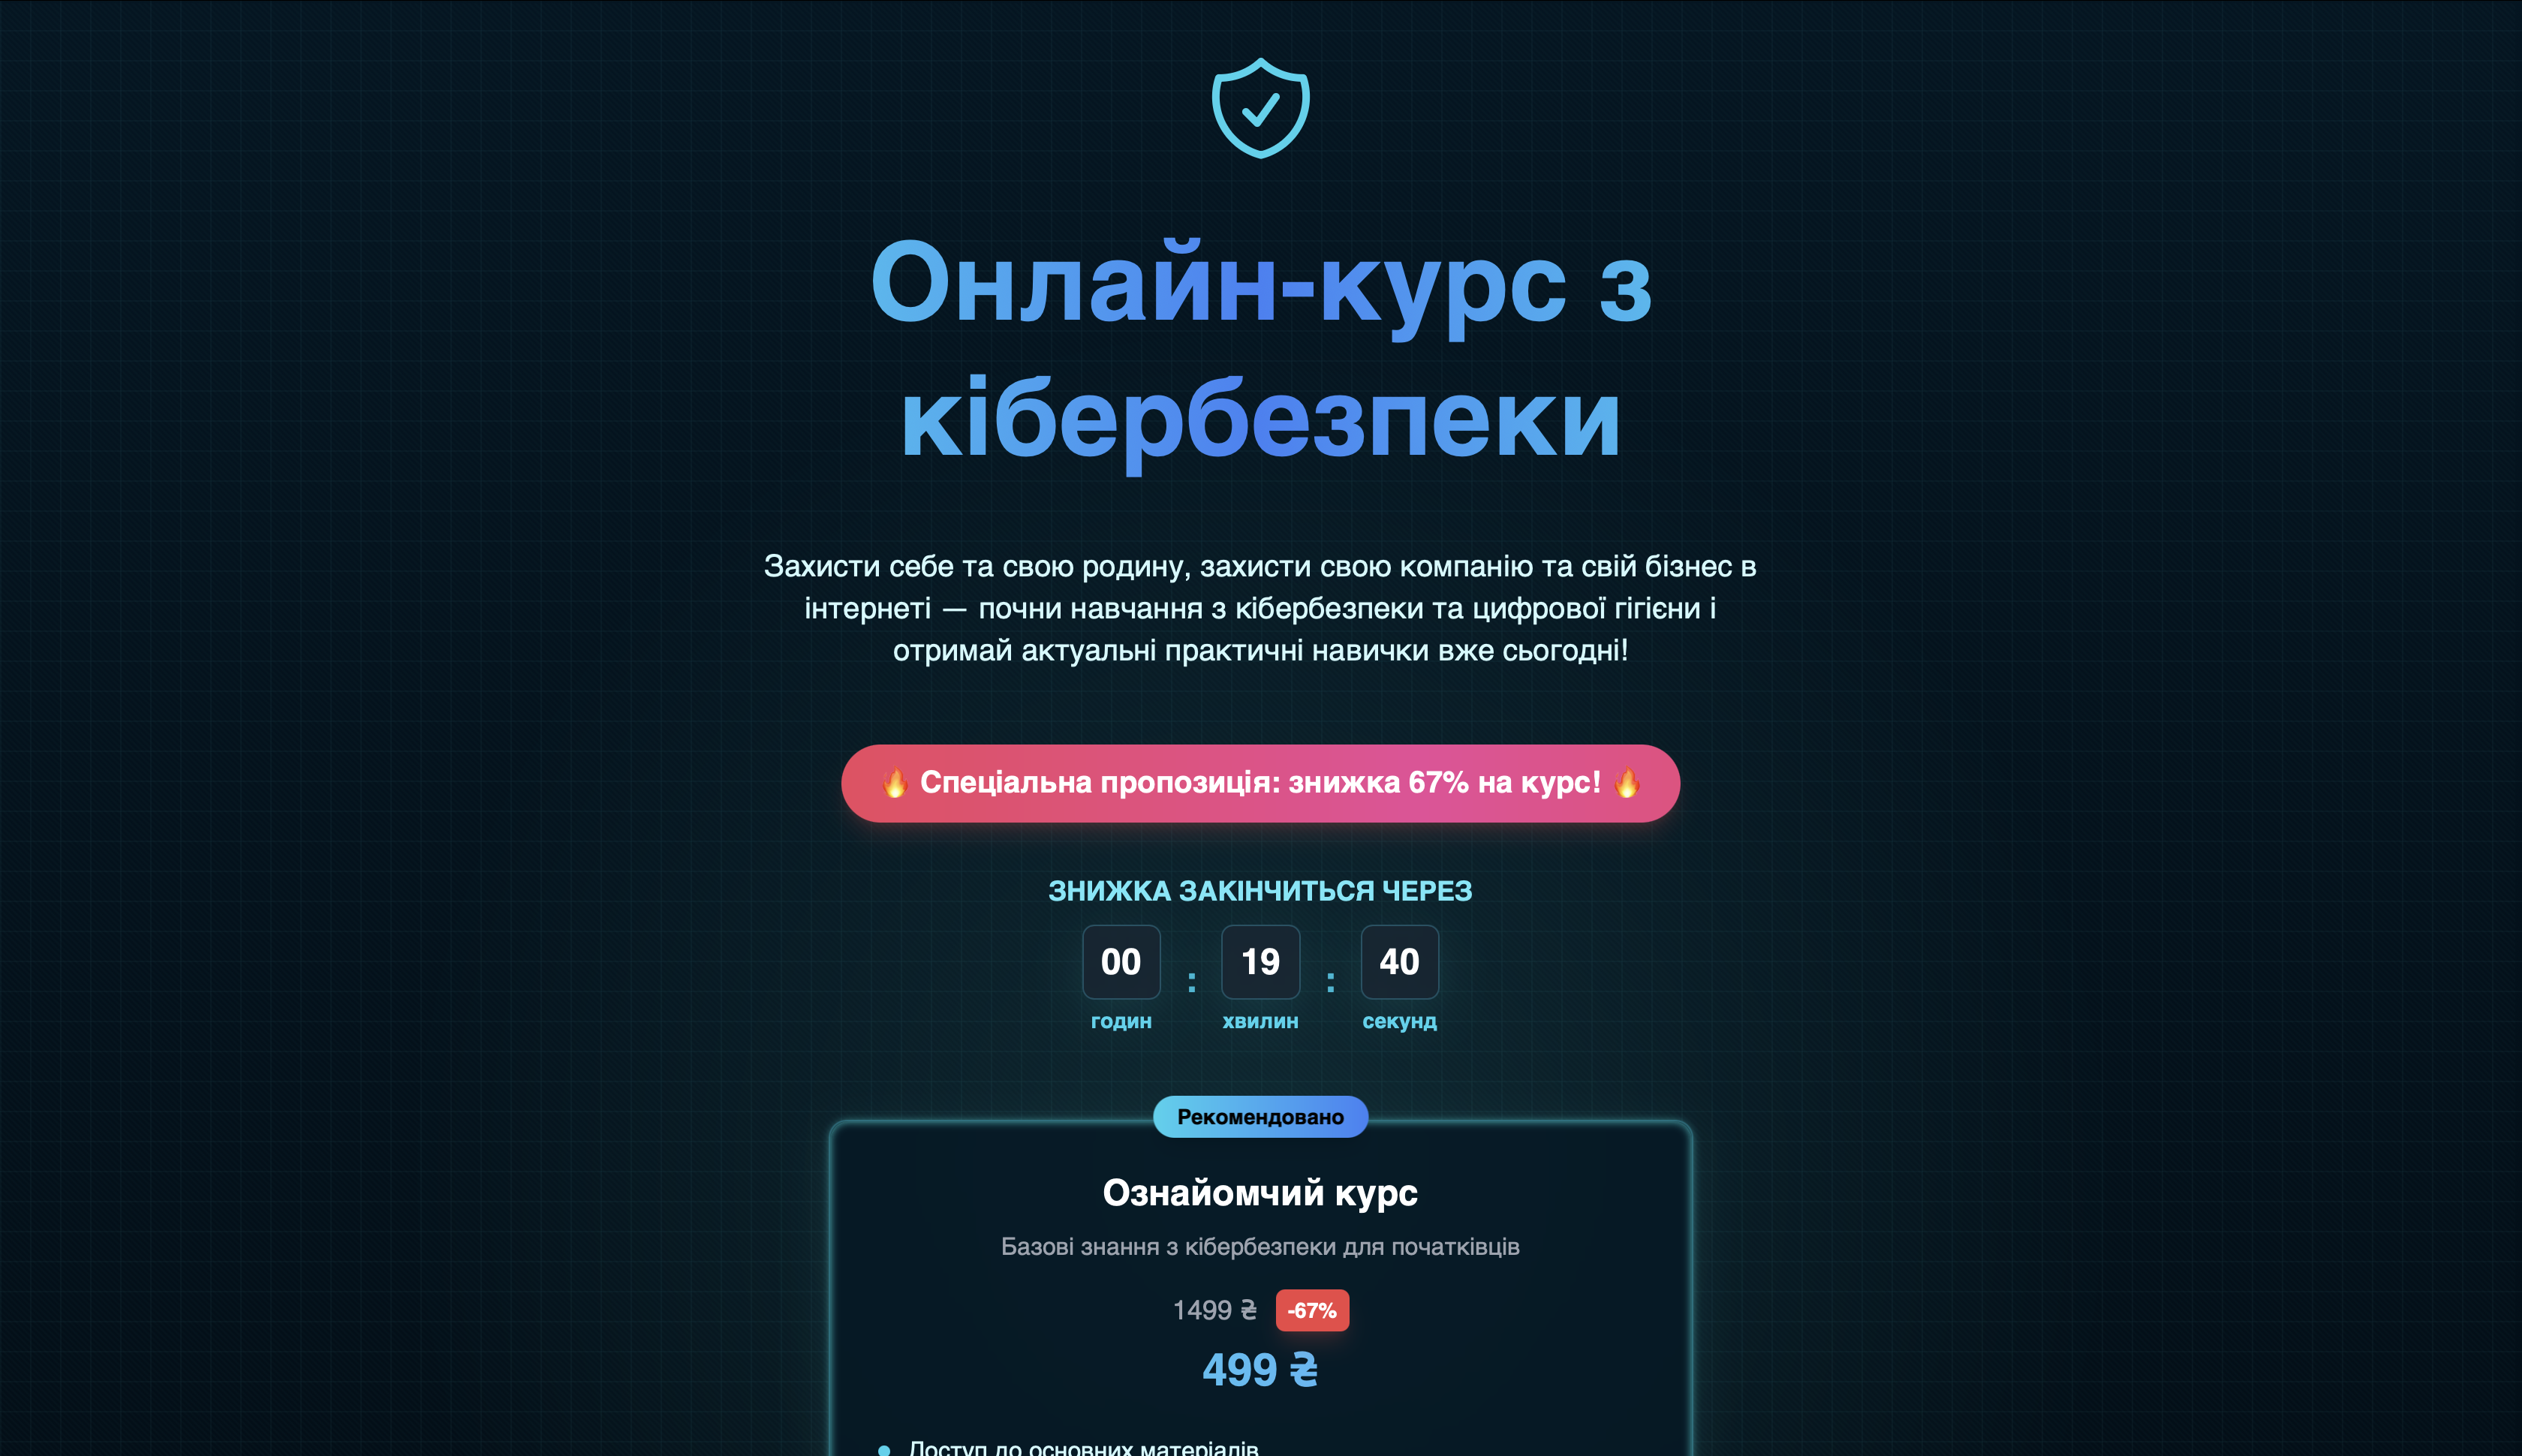 Онлайн-курс з
кібербезпеки
Захисти себе та свою родину, захисти свою компанію та свій бізнес в
інтернеті — почни навчання з кібербезпеки та цифрової гігієни і
отримай актуальні практичні навички вже сьогодні!
🔥 Спеціальна пропозиція: знижка 67% на курс! 🔥
ЗНИЖКА ЗАКІНЧИТЬСЯ ЧЕРЕЗ
00 : 19 : 40
годин хвилин секунд
Рекомендовано
Ознайомчий курс
Базові знання з кібербезпеки для початківців
1499 ₴ -67%
499 ₴
Доступ до основних матеріалів